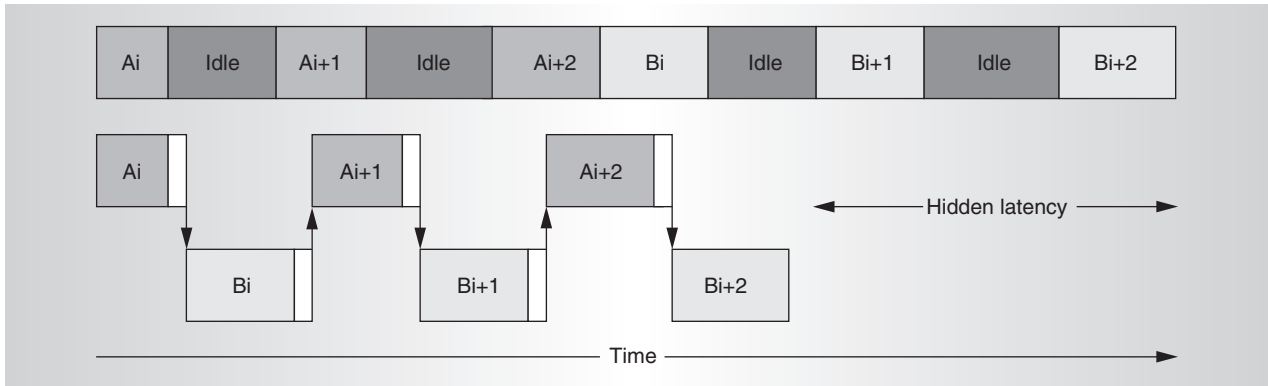 Ai Idle Ai+1 Idle Ai+2 Bi Idle Bi+1 Idle Bi+2
Ai Ai+1 Ai+2
Hidden latency
Bi Bi+1 Bi+2
Time